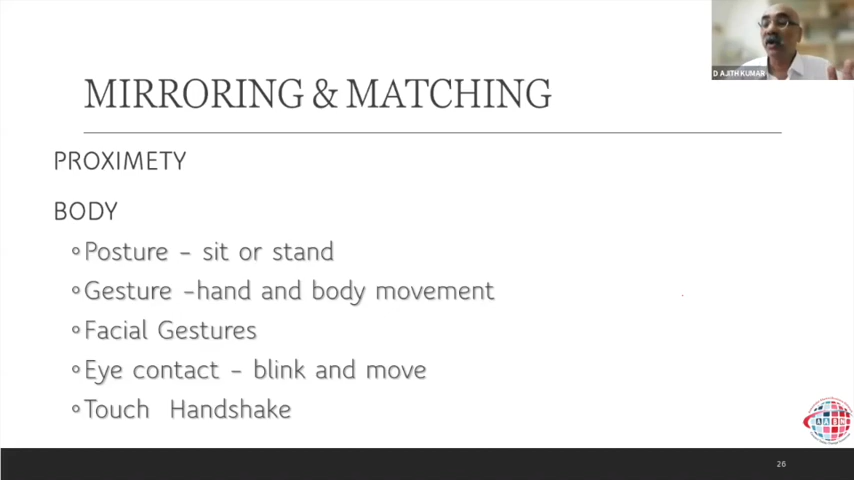 D AJITH KUMAR
MIRRORING & MATCHING
PROXIMETY
BODY
Posture – sit or stand
Gesture –hand and body movement
Facial Gestures
Eye contact – blink and move
Touch Handshake
26